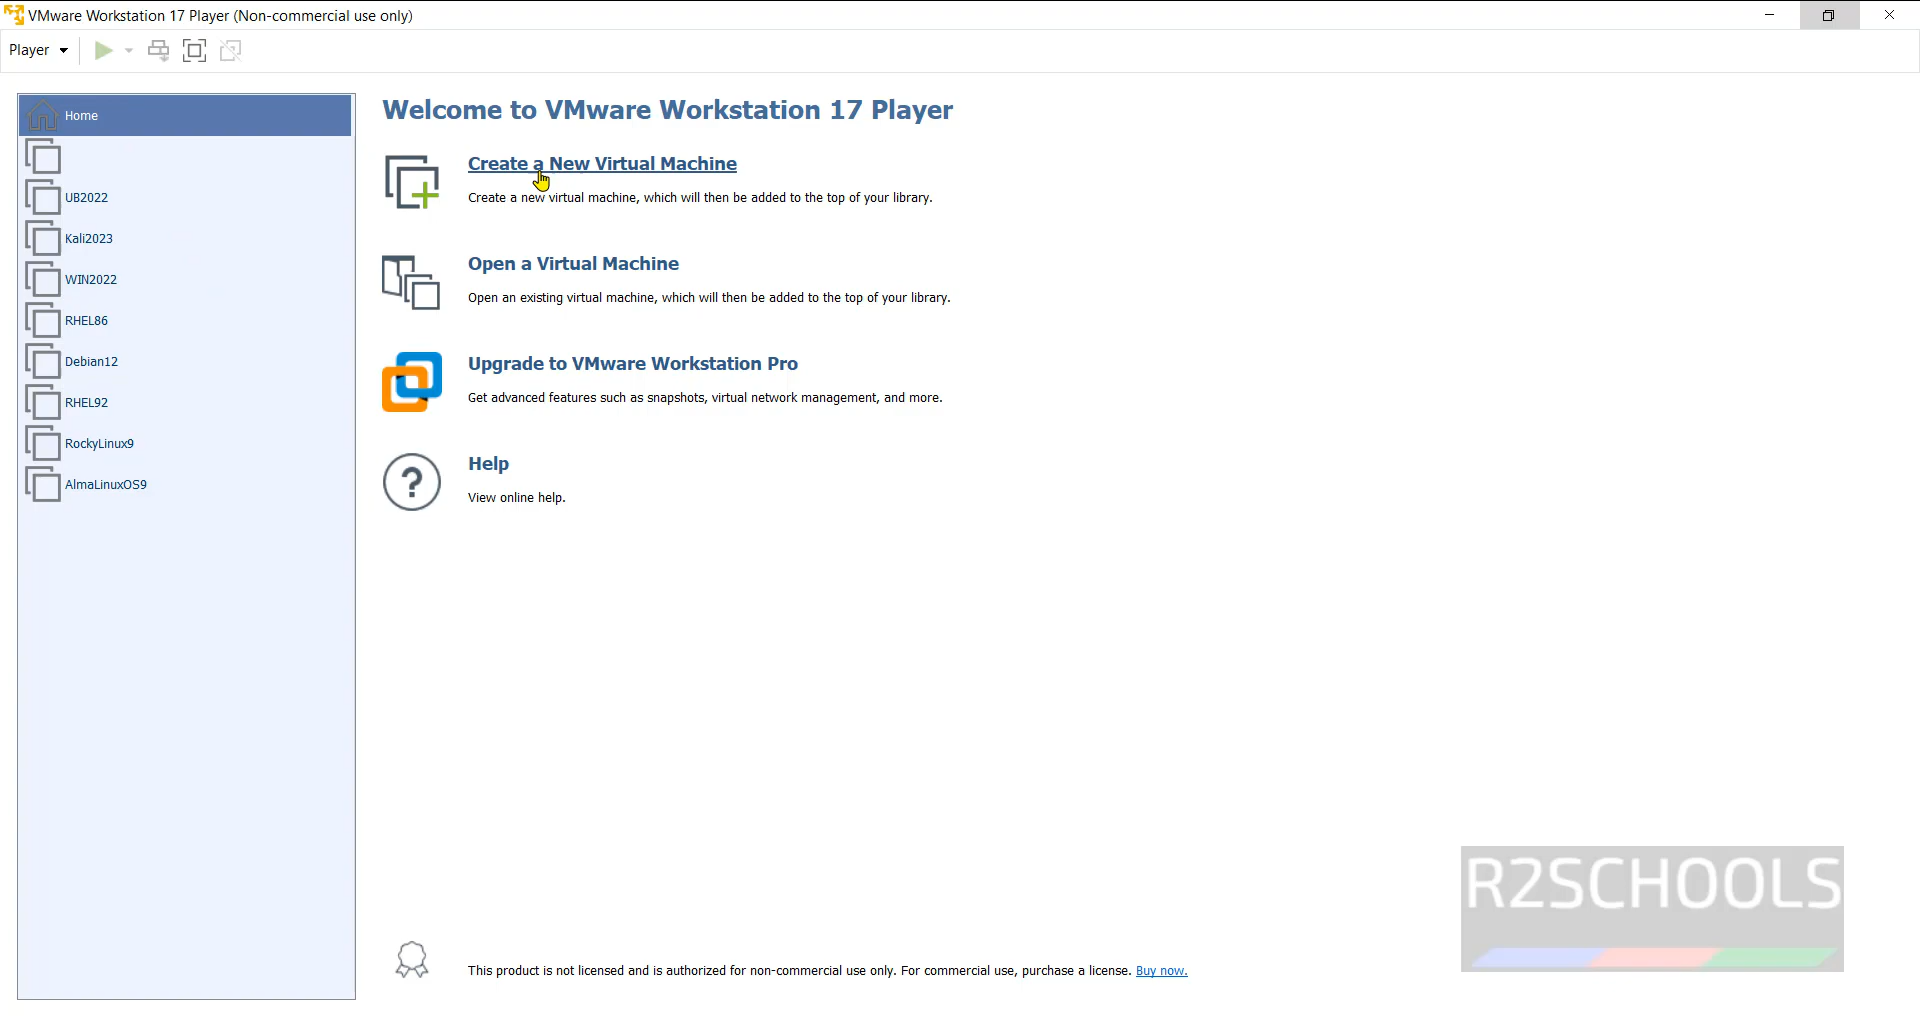 VMware Workstation 17 Player (Non-commercial use only)
Player
Home
UB2022
Kali2023
WIN2022
RHEL86
Debian12
RHEL92
RockyLinux9
AlmaLinuxOS9
Welcome to VMware Workstation 17 Player
Create a New Virtual Machine
Create a new virtual machine, which will then be added to the top of your library.
Open a Virtual Machine
Open an existing virtual machine, which will then be added to the top of your library.
Upgrade to VMware Workstation Pro
Get advanced features such as snapshots, virtual network management, and more.
?
Help
View online help.
R2SCHOOLS
This product is not licensed and is authorized for non-commercial use only. For commercial use, purchase a license. Buy now.